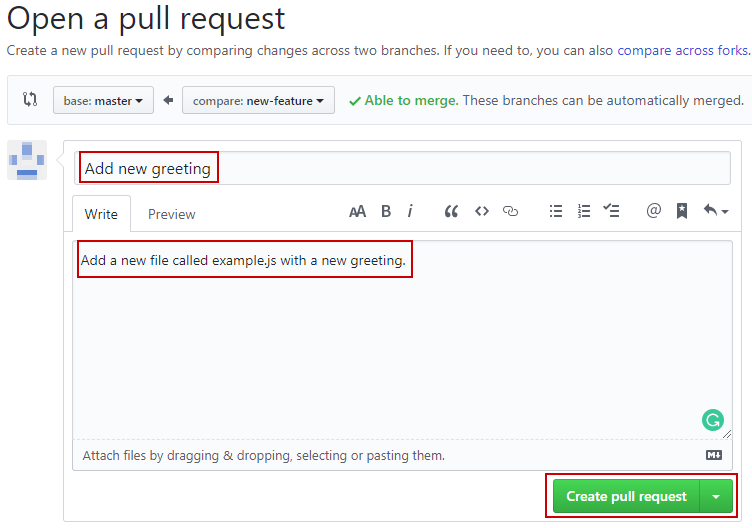 Open a pull request
Create a new pull request by comparing changes across two branches. If you need to, you can also compare across forks.
base: master compare: new-feature Able to merge. These branches can be automatically merged.
Add new greeting
Write Preview AA B i @
Add a new file called example.js with a new greeting.
G
Attach files by dragging & dropping, selecting or pasting them. M
Create pull request